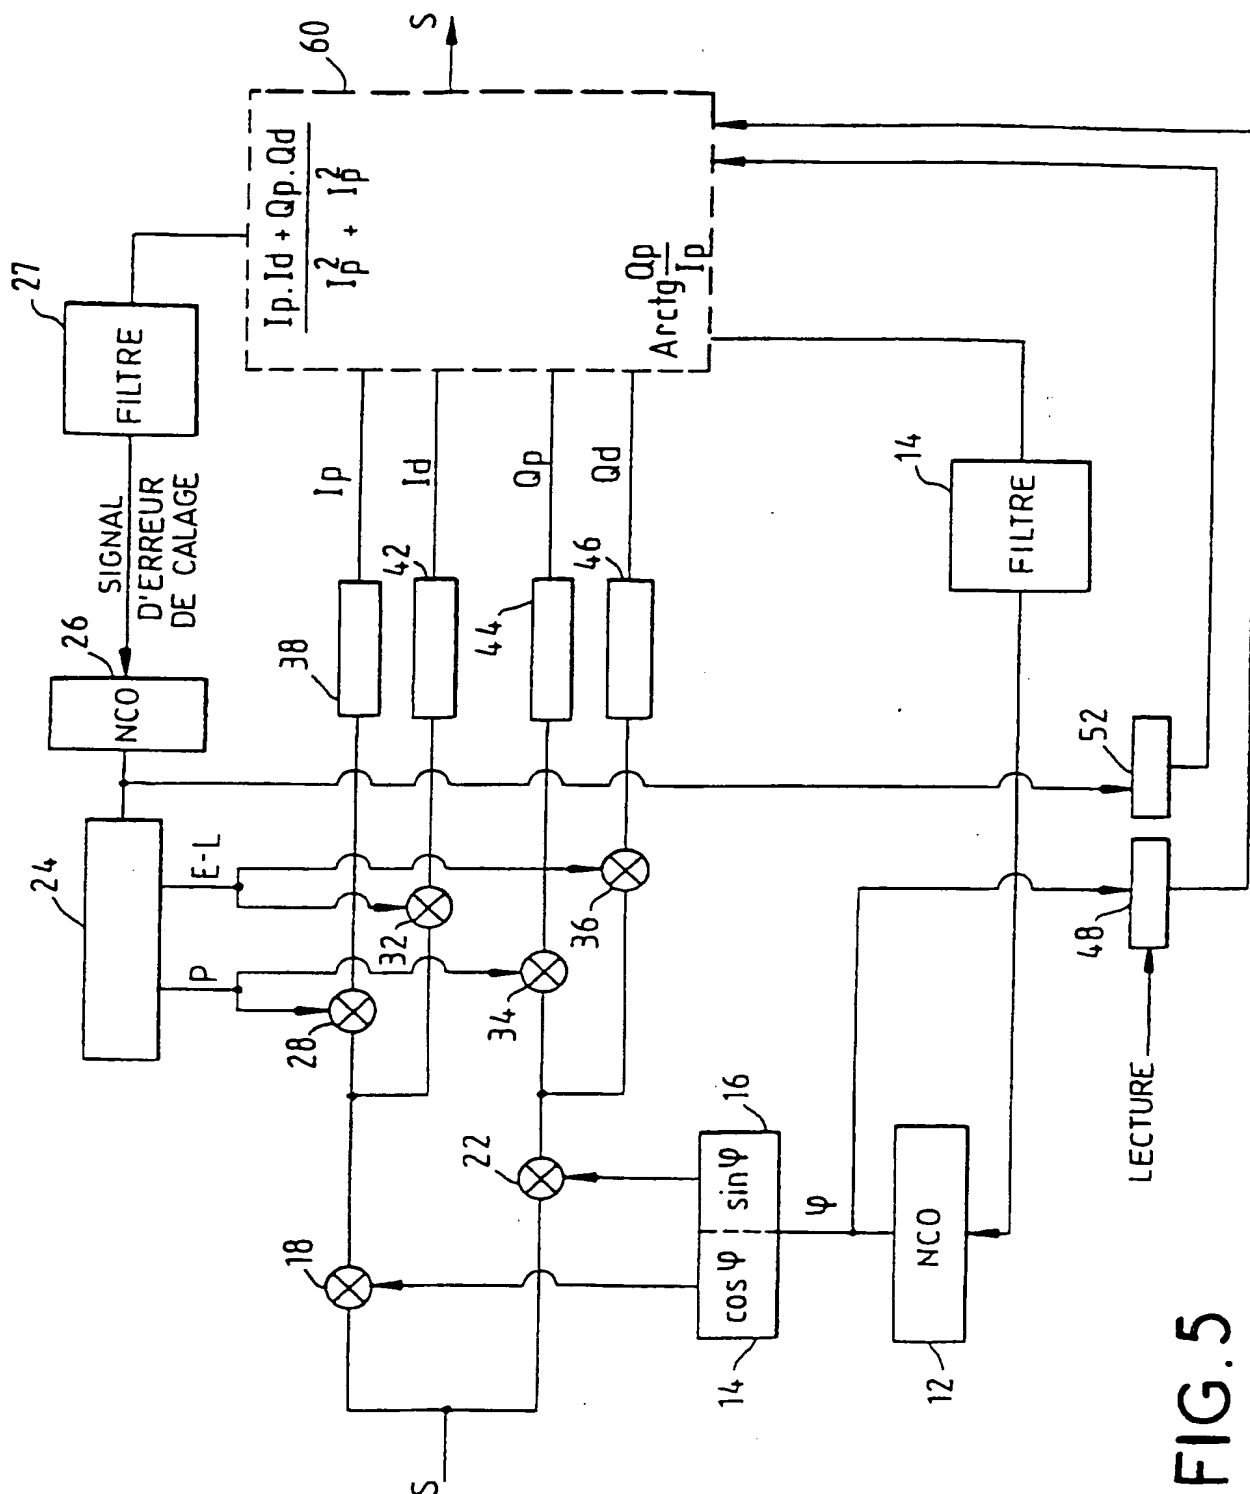 S
60
Ip.Id + Qp.Qd
Ip² + Ip²
Arctg Qp
Ip
27
FILTRE
SIGNAL
D'ERREUR
DE CALAGE
26
NCO
24
E-L
P
Ip
Id
Qp
Qd
38
42
44
46
28
32
34
36
14
FILTRE
52
48
LECTURE
18
22
cos φ
sin φ
16
14
φ
NCO
12
S
FIG.5